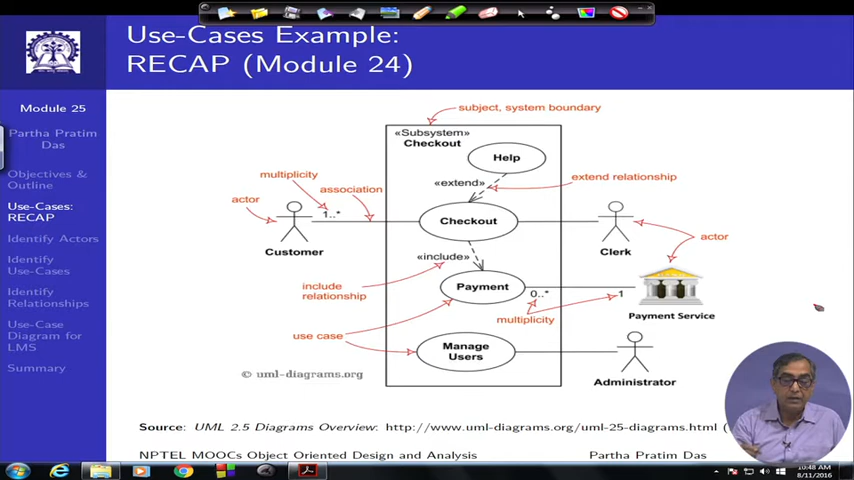 Use-Cases Example:
RECAP (Module 24)
Module 25
Partha Pratim
Das
Objectives &
Outline
Use-Cases:
RECAP
Identify Actors
Identify
Use-Cases
Identify
Relationships
Use-Case
Diagram for
LMS
Summary
subject, system boundary
«Subsystem»
Checkout
Help
«extend»
extend relationship
multiplicity
association
actor
1..*
Checkout
Customer
Clerk
actor
«include»
include
relationship
Payment
0..*
1
multiplicity
Payment Service
use case
Manage
Users
Administrator
© uml-diagrams.org
Source: UML 2.5 Diagrams Overview: http://www.uml-diagrams.org/uml-25-diagrams.html (
NPTEL MOOCs Object Oriented Design and Analysis
Partha Pratim Das
10:48 AM
8/11/2016